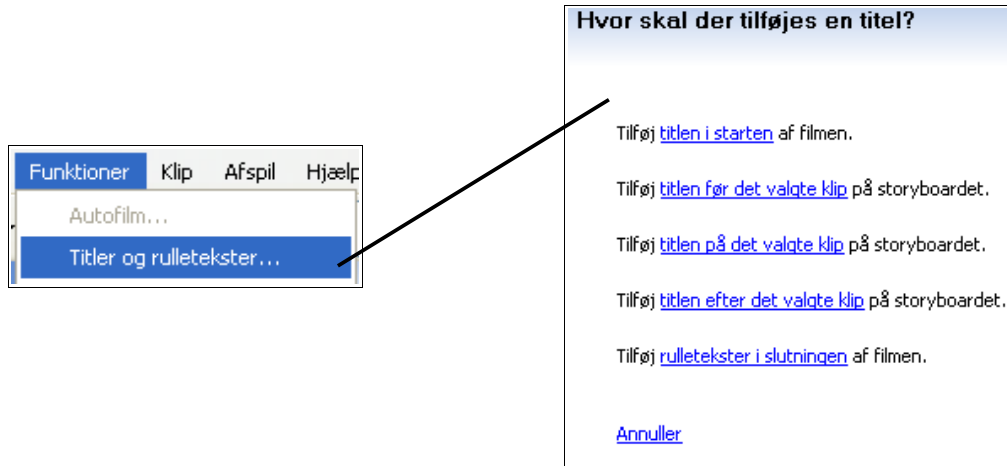 Hvor skal der tilføjes en titel?
Tilføj titlen i starten af filmen.
Tilføj titlen før det valgte klip på storyboardet.
Tilføj titlen på det valgte klip på storyboardet.
Tilføj titlen efter det valgte klip på storyboardet.
Tilføj rulletekster i slutningen af filmen.
Annuller
Funktioner Klip Afspil Hjælp
Autofilm...
Titler og rulletekster...